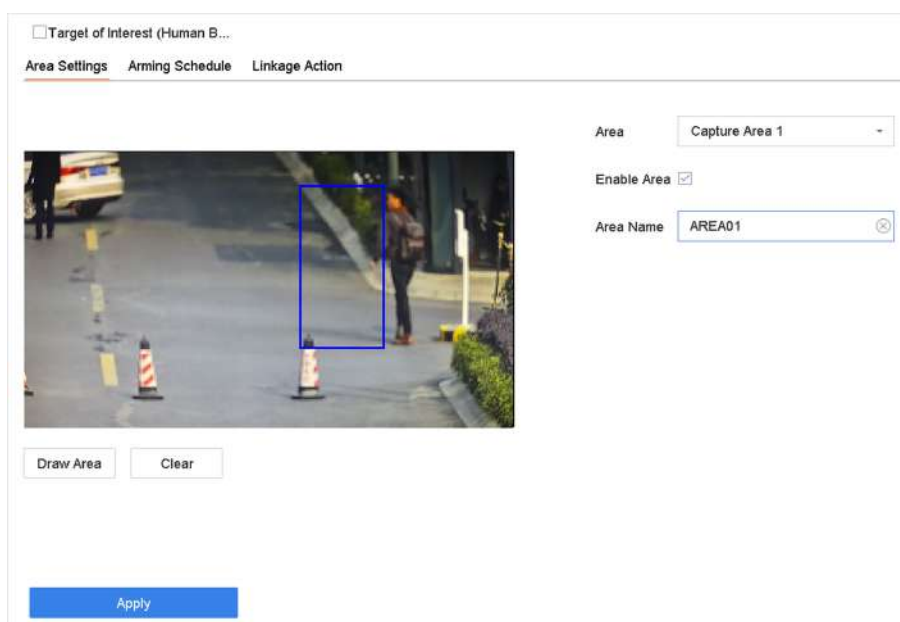 Target of Interest (Human B...
Area Settings Arming Schedule Linkage Action
Area Capture Area 1
Enable Area
Area Name AREA01
Draw Area Clear
Apply